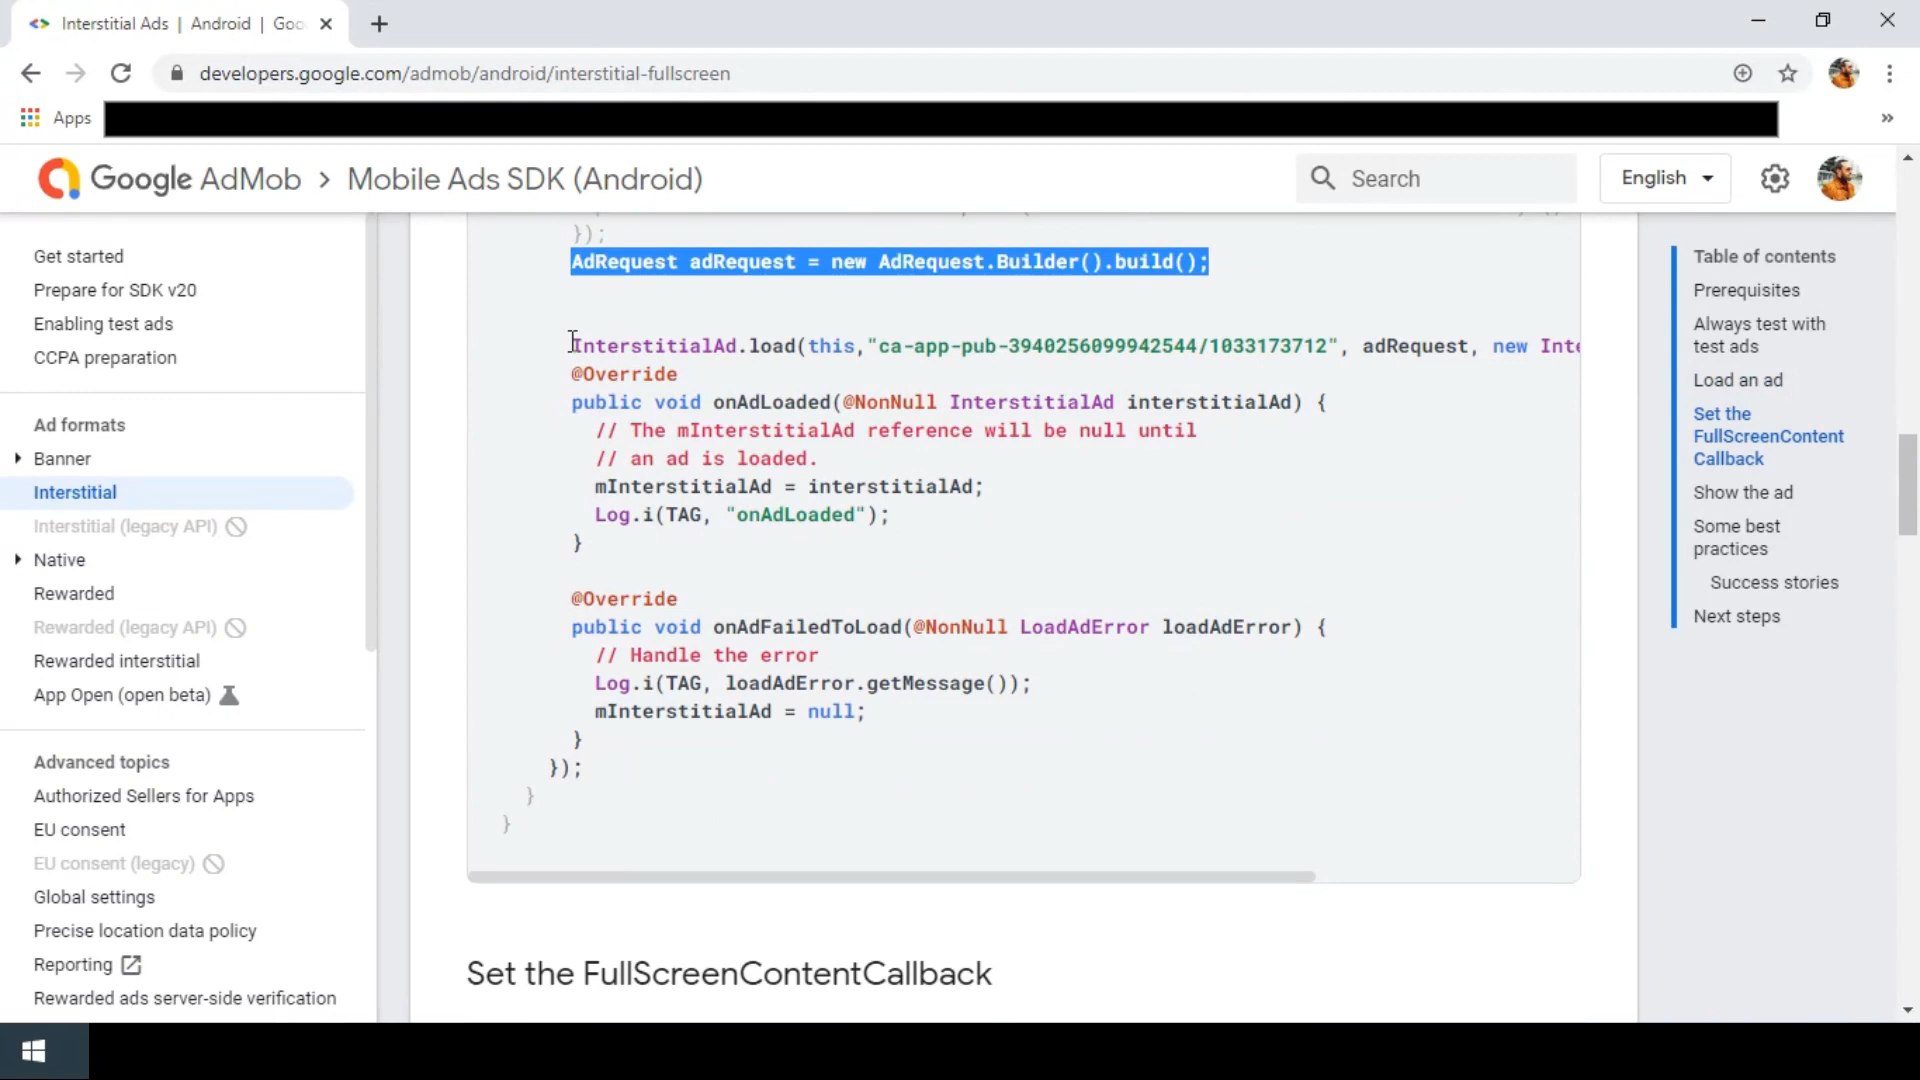 Interstitial Ads | Android | Goo
developers.google.com/admob/android/interstitial-fullscreen
Apps
»
Google AdMob > Mobile Ads SDK (Android)
Search
English
Get started
Prepare for SDK v20
Enabling test ads
CCPA preparation
Ad formats
Banner
Interstitial
Interstitial (legacy API)
Native
Rewarded
Rewarded (legacy API)
Rewarded interstitial
App Open (open beta)
Advanced topics
Authorized Sellers for Apps
EU consent
EU consent (legacy)
Global settings
Precise location data policy
Reporting
Rewarded ads server-side verification
});
AdRequest adRequest = new AdRequest.Builder().build();
InterstitialAd.load(this,"ca-app-pub-3940256099942544/1033173712", adRequest, new Inte
@Override
public void onAdLoaded(@NonNull InterstitialAd interstitialAd) {
// The mInterstitialAd reference will be null until
// an ad is loaded.
mInterstitialAd = interstitialAd;
Log.i(TAG, "onAdLoaded");
}
@Override
public void onAdFailedToLoad(@NonNull LoadAdError loadAdError) {
// Handle the error
Log.i(TAG, loadAdError.getMessage());
mInterstitialAd = null;
}
});
}
}
Set the FullScreenContentCallback
Table of contents
Prerequisites
Always test with
test ads
Load an ad
Set the
FullScreenContent
Callback
Show the ad
Some best
practices
Success stories
Next steps